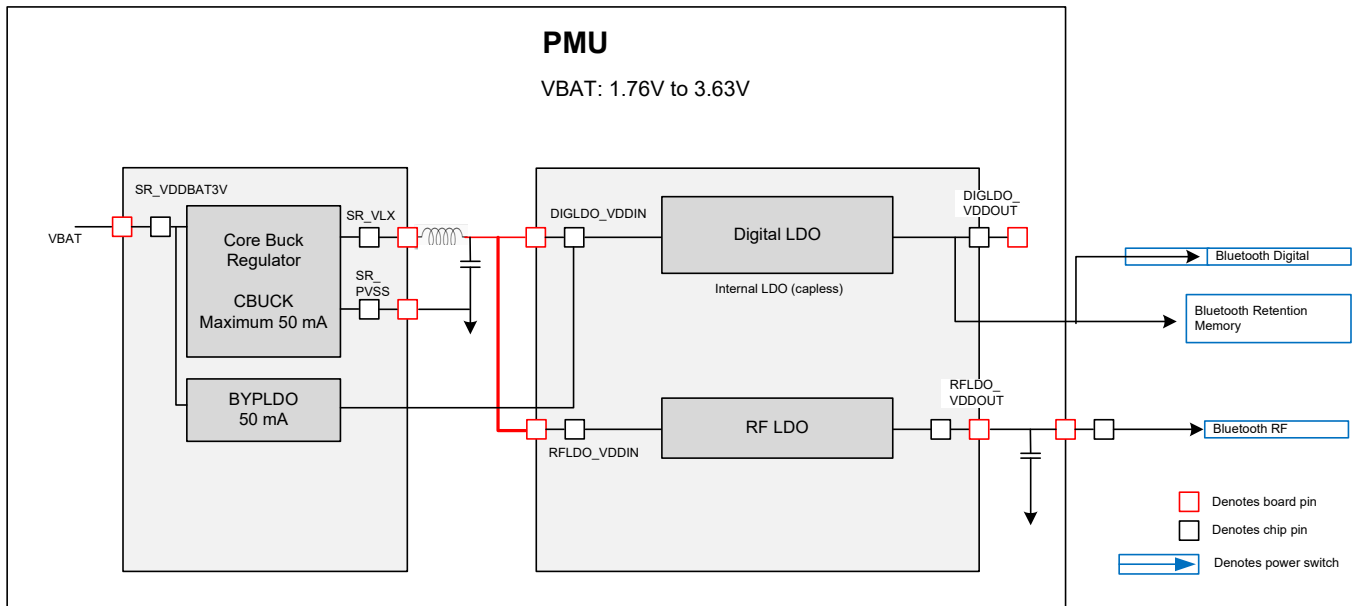 PMU
VBAT: 1.76V to 3.63V
SR_VDDBAT3V
VBAT
Core Buck
Regulator
CBUCK
Maximum 50 mA
SR_VLX
SR_
PVSS
BYPLDO
50 mA
DIGLDO_VDDIN
Digital LDO
Internal LDO (capless)
DIGLDO_
VDDOUT
RFLDO_VDDIN
RF LDO
RFLDO_
VDDOUT
Bluetooth Digital
Bluetooth Retention
Memory
Bluetooth RF
Denotes board pin
Denotes chip pin
Denotes power switch